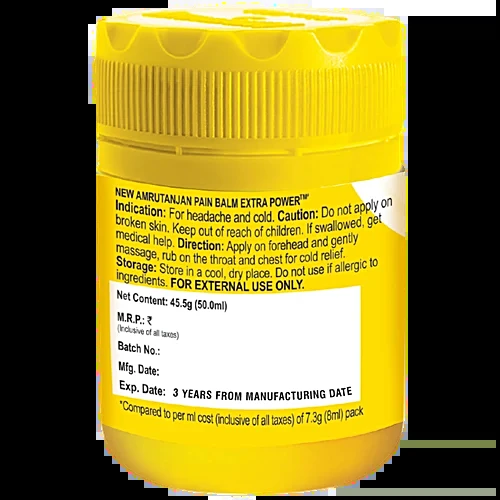 NEW AMRUTANJAN PAIN BALM EXTRA POWER™*
Indication: For headache and cold. Caution: Do not apply on
broken skin. Keep out of reach of children. If swallowed, get
medical help. Direction: Apply on forehead and gently
massage, rub on the throat and chest for cold relief.
Storage: Store in a cool, dry place. Do not use if allergic to
ingredients. FOR EXTERNAL USE ONLY.
Net Content: 45.5g (50.0ml)
M.R.P.: ₹
(Inclusive of all taxes)
Batch No.:
Mfg. Date:
Exp. Date: 3 YEARS FROM MANUFACTURING DATE
*Compared to per ml cost (inclusive of all taxes) of 7.3g (8ml) pack